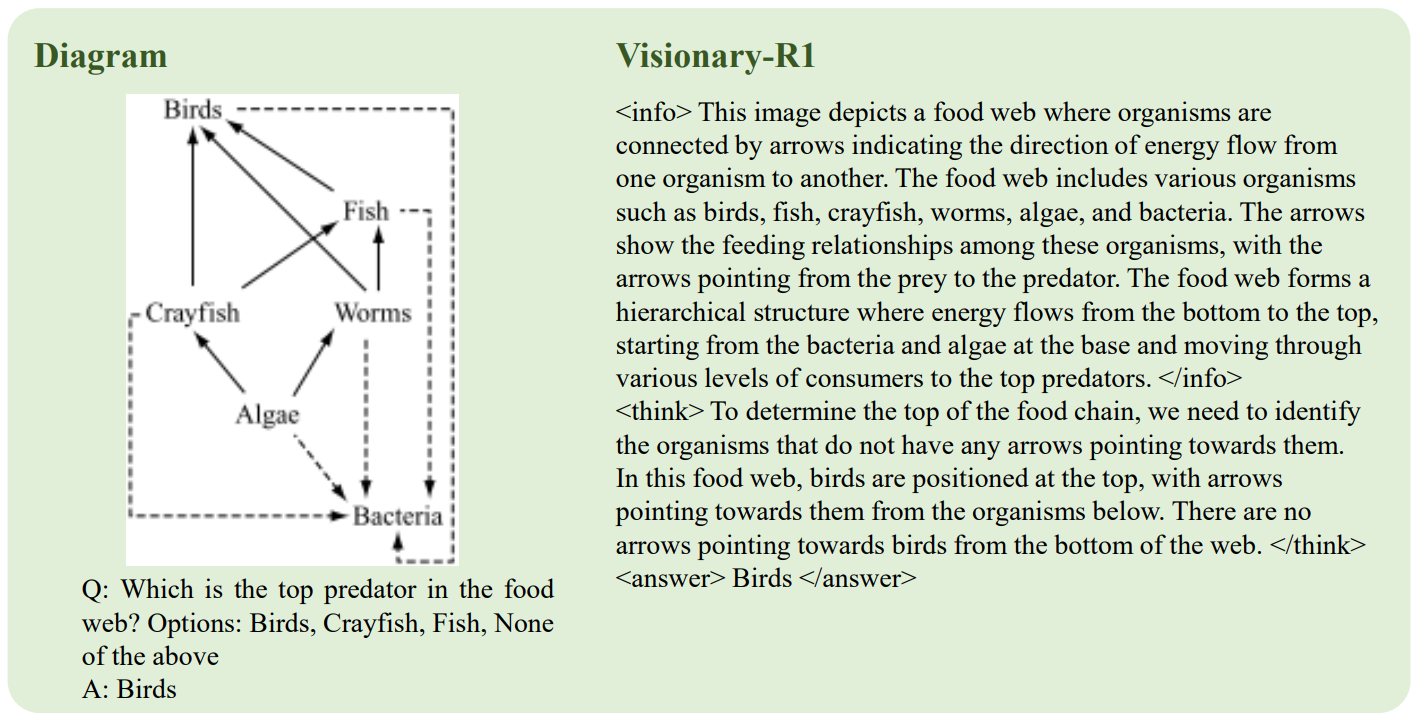 Diagram
Birds
Fish
Crayfish
Worms
Algae
Bacteria
Q: Which is the top predator in the food
web? Options: Birds, Crayfish, Fish, None
of the above
A: Birds
Visionary-R1
<info> This image depicts a food web where organisms are
connected by arrows indicating the direction of energy flow from
one organism to another. The food web includes various organisms
such as birds, fish, crayfish, worms, algae, and bacteria. The arrows
show the feeding relationships among these organisms, with the
arrows pointing from the prey to the predator. The food web forms a
hierarchical structure where energy flows from the bottom to the top,
starting from the bacteria and algae at the base and moving through
various levels of consumers to the top predators. </info>
<think> To determine the top of the food chain, we need to identify
the organisms that do not have any arrows pointing towards them.
In this food web, birds are positioned at the top, with arrows
pointing towards them from the organisms below. There are no
arrows pointing towards birds from the bottom of the web. </think>
<answer> Birds </answer>